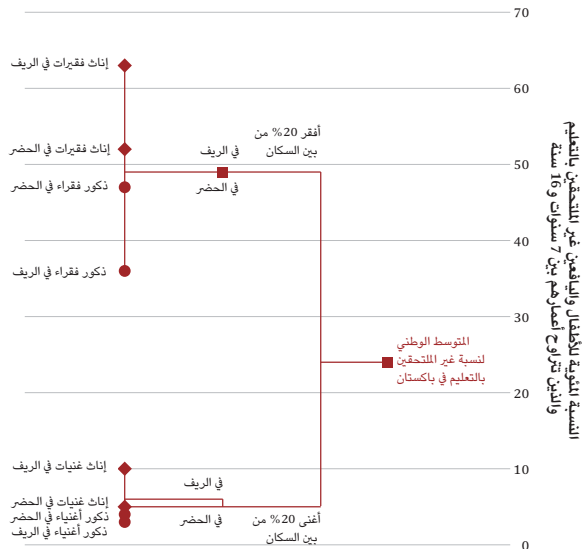 النسبة المئوية للأطفال واليافعين غير الملتحقين بالتعليم
والذين تتراوح أعمارهم بين 7 سنوات و 16 سنة
70
60
50
40
30
20
10
0
المتوسط الوطني
لنسبة غير الملتحقين
بالتعليم في باكستان
أفقر 20% من
بين السكان
في الريف
في الحضر
إناث فقيرات في الريف
إناث فقيرات في الحضر
ذكور فقراء في الحضر
ذكور فقراء في الريف
في الريف
في الحضر
أغنى 20% من
بين السكان
إناث غنيات في الريف
إناث غنيات في الحضر
ذكور أغنياء في الحضر
ذكور أغنياء في الريف